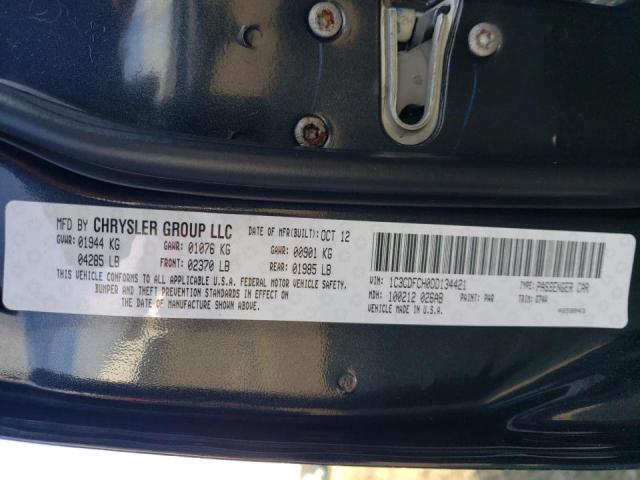 MFD BY CHRYSLER GROUP LLC DATE OF MFR(BUILT): OCT 12
GVWR: 01944 KG GAWR: 01076 KG GAWR: 00901 KG
04285 LB FRONT: 02370 LB REAR: 01985 LB
THIS VEHICLE CONFORMS TO ALL APPLICABLE U.S.A. FEDERAL MOTOR VEHICLE SAFETY,
BUMPER AND THEFT PREVENTION STANDARDS IN EFFECT ON
THE DATE OF MANUFACTURE SHOWN ABOVE.
VIN: 1C3CDFCH0DD134421 TYPE: PASSENGER CAR
MDH: 100212 026AB PAINT: PAR TRIM: G7AA
VEHICLE MADE IN U.S.A.